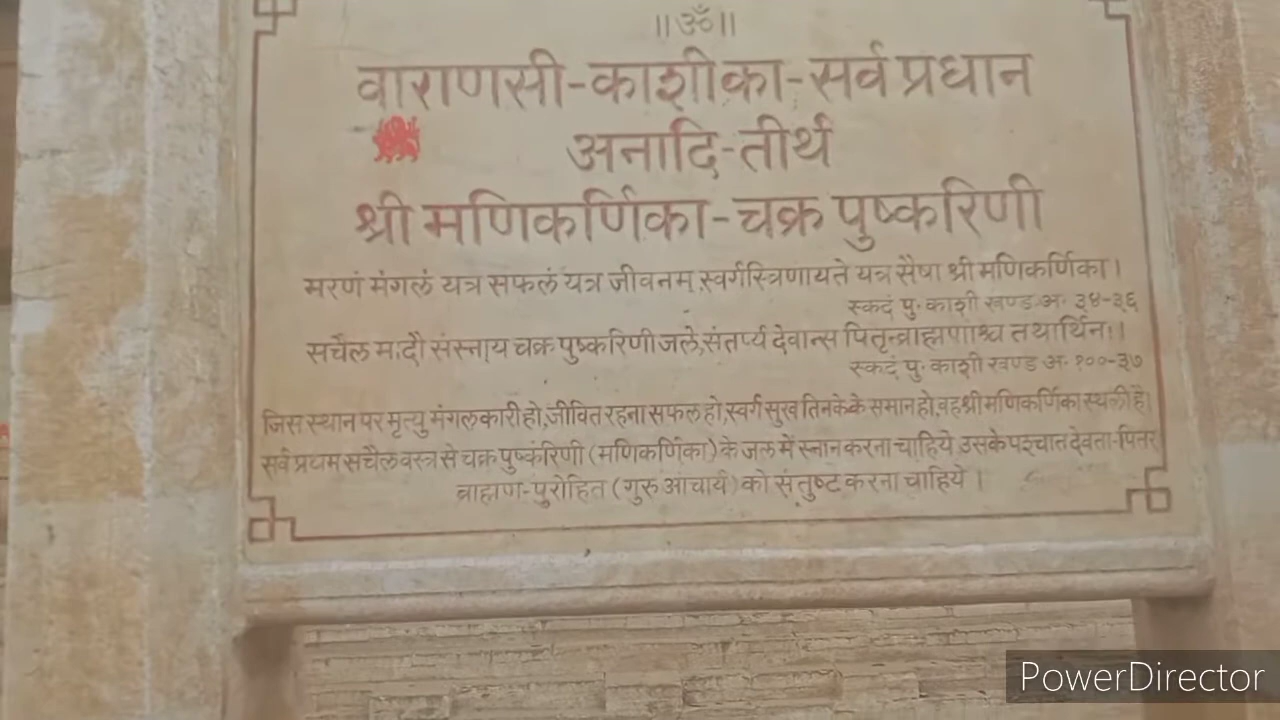 ॥ॐ॥
वाराणसी-काशीका-सर्व प्रधान
अनादि-तीर्थ
श्री मणिकर्णिका-चक्र पुष्करिणी
मरणं मंगलं यत्र सफलं यत्र जीवनम् स्वर्गस्त्रिणायते यत्र सैषा श्री मणिकर्णिका।
स्कदं पु॰ काशी खण्ड अ॰ ३४-३६
सचैल मादौ संस्नाय चक्र पुष्करिणी जले, संतर्प्य देवान्स पितृन्ब्राह्मणाश्च तथार्थिनः।
स्कदं पु॰ काशी खण्ड अ॰ १००-३७
जिस स्थान पर मृत्यु मंगलकारी हो, जीवित रहना सफल हो, स्वर्ग सुख तिनके के समान हो, वह श्री मणिकर्णिका स्थली है।
सर्व प्रथम सचैल वस्त्र से चक्र पुष्कंरिणी (मणिकर्णिका) के जल में स्नान करना चाहिये उसके पश्चात देवता-पितर
ब्राह्मण-पुरोहित (गुरु आचार्य) को संतुष्ट करना चाहिये।
PowerDirector